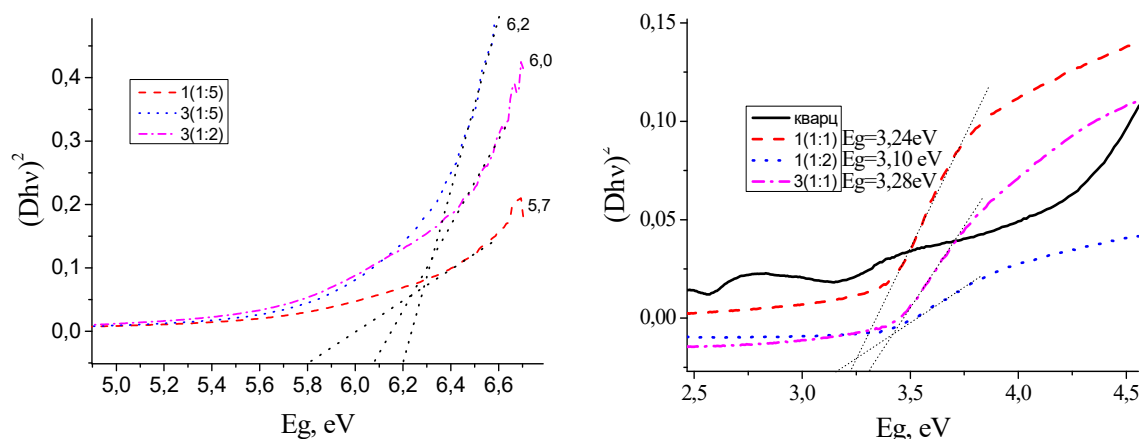 (Dhν)²
0,4
0,3
0,2
0,1
0,0
1(1:5)
3(1:5)
3(1:2)
6,2
6,0
5,7
5,0 5,2 5,4 5,6 5,8 6,0 6,2 6,4 6,6 6,8
Eg, eV
(Dhν)²
0,15
0,10
0,05
0,00
кварц
1(1:1) Eg=3,24eV
1(1:2) Eg=3,10 eV
3(1:1) Eg=3,28eV
2,5 3,0 3,5 4,0 4,5
Eg, eV